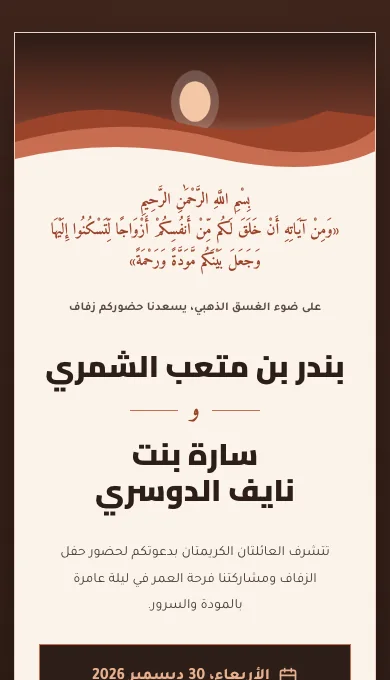 بِسْمِ اللَّهِ الرَّحْمَٰنِ الرَّحِيمِ
«وَمِنْ آيَاتِهِ أَنْ خَلَقَ لَكُم مِّنْ أَنفُسِكُمْ أَزْوَاجًا لِّتَسْكُنُوا إِلَيْهَا
وَجَعَلَ بَيْنَكُم مَّوَدَّةً وَرَحْمَةً»
على ضوء الغسق الذهبي، يسعدنا حضوركم زفاف
بندر بن متعب الشمري
و
سارة بنت
نايف الدوسري
تتشرف العائلتان الكريمتان بدعوتكم لحضور حفل
الزفاف ومشاركتنا فرحة العمر في ليلة عامرة
بالمودة والسرور.
الأربعاء، 30 ديسمبر 2026